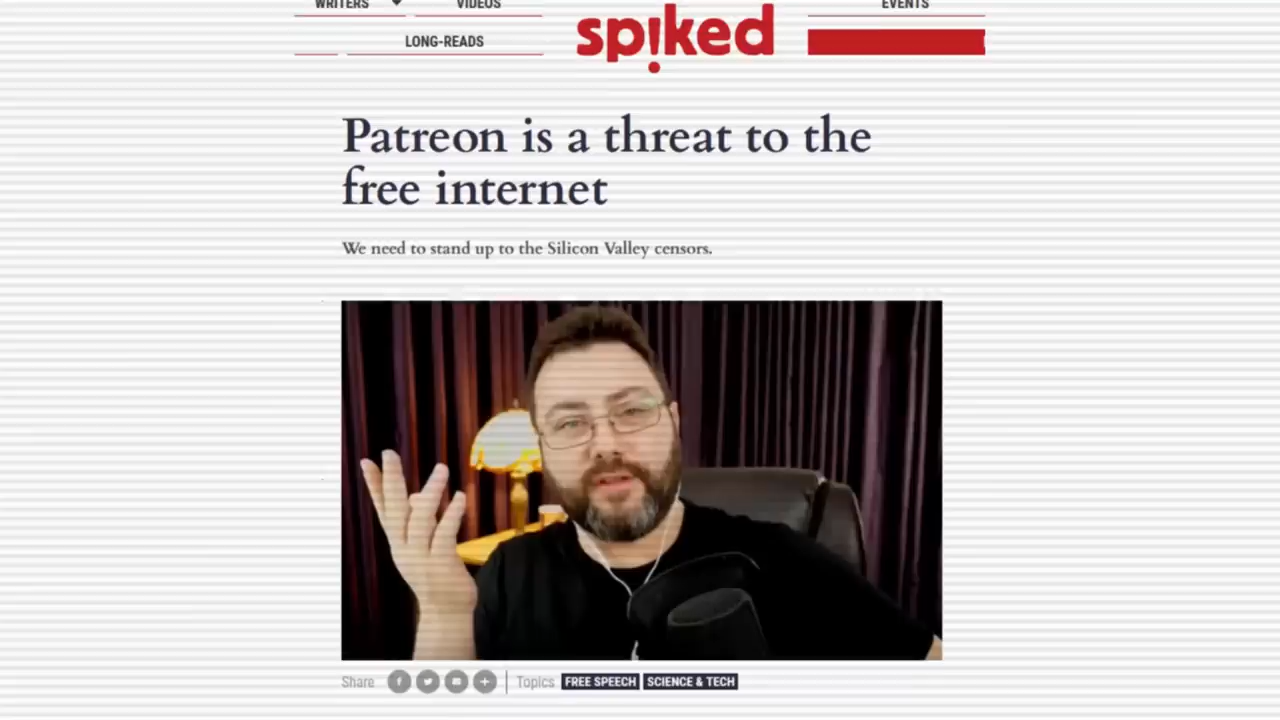 WRITERS
VIDEOS
EVENTS
LONG-READS
spiked
Patreon is a threat to the
free internet
We need to stand up to the Silicon Valley censors.
Share
Topics
FREE SPEECH
SCIENCE & TECH